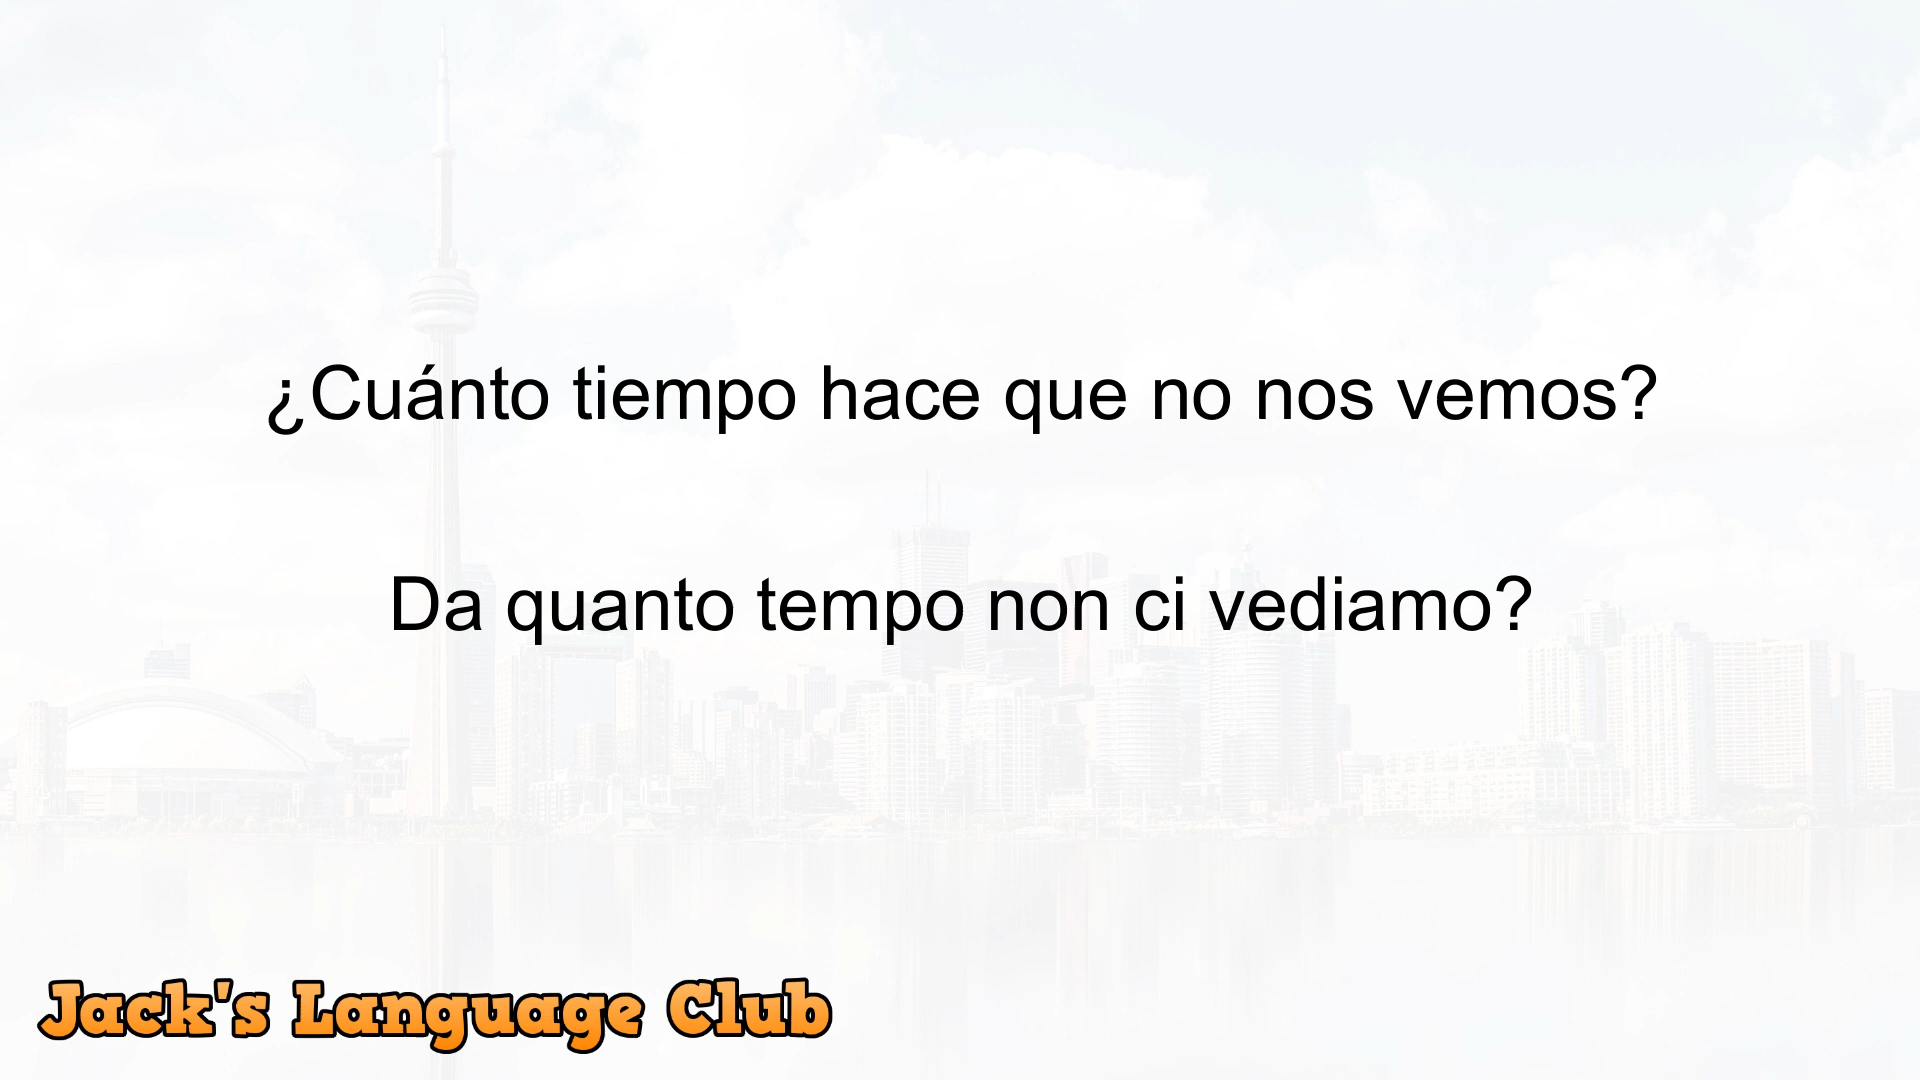 ¿Cuánto tiempo hace que no nos vemos?
Da quanto tempo non ci vediamo?
Jack's Language Club